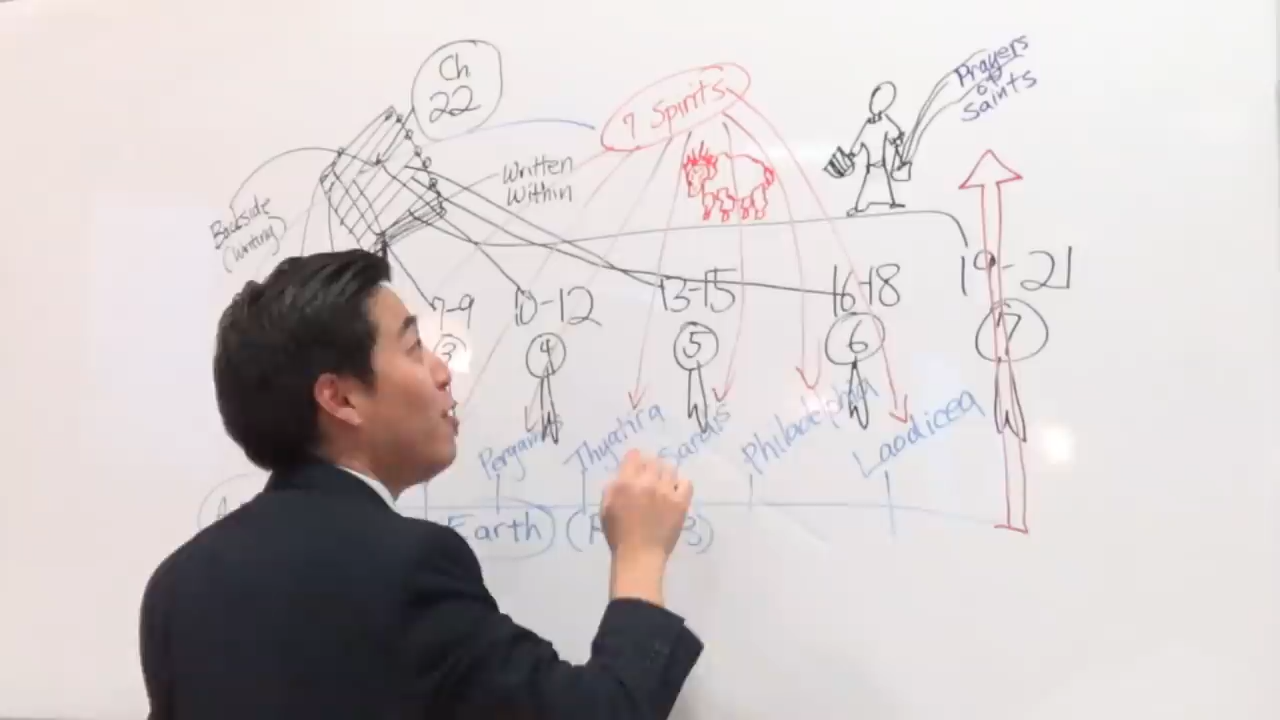 Ch
22
7 Spirits
Prayers
of
Saints
Written
Within
Backside
(Writing)
7-9
10-12
13-15
16-18
19-21
3
4
5
6
7
Thyatira
Sardis
Philadelphia
Laodicea
Earth